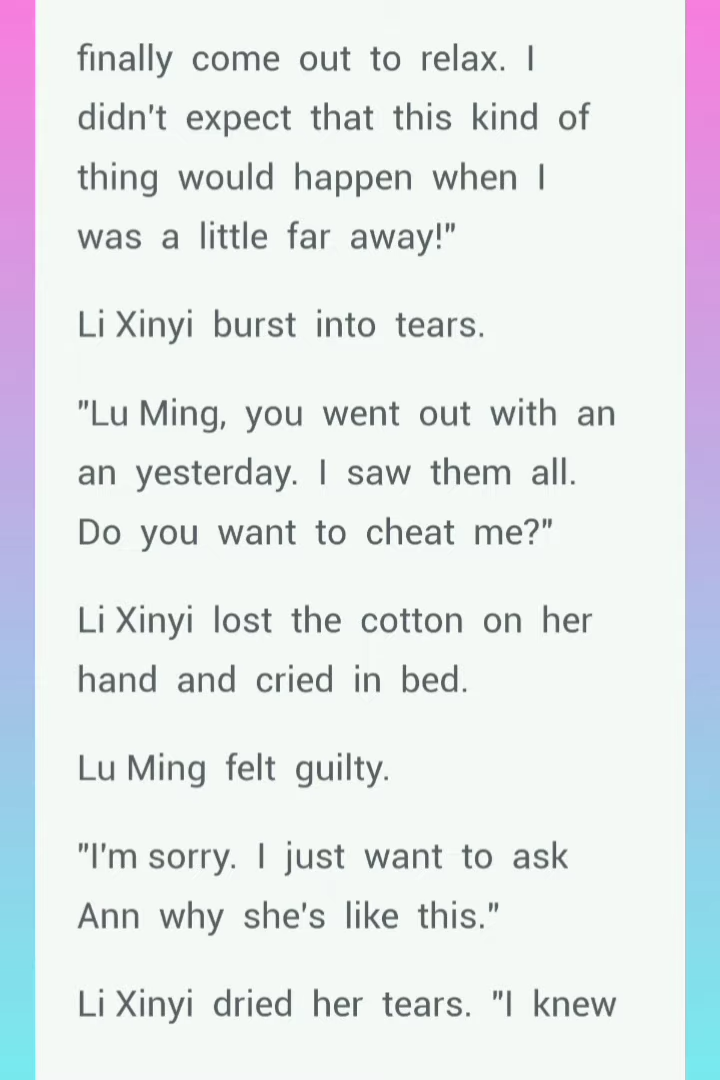 finally come out to relax. I
didn't expect that this kind of
thing would happen when I
was a little far away!"
Li Xinyi burst into tears.
"Lu Ming, you went out with an
an yesterday. I saw them all.
Do you want to cheat me?"
Li Xinyi lost the cotton on her
hand and cried in bed.
Lu Ming felt guilty.
"I'm sorry. I just want to ask
Ann why she's like this."
Li Xinyi dried her tears. "I knew